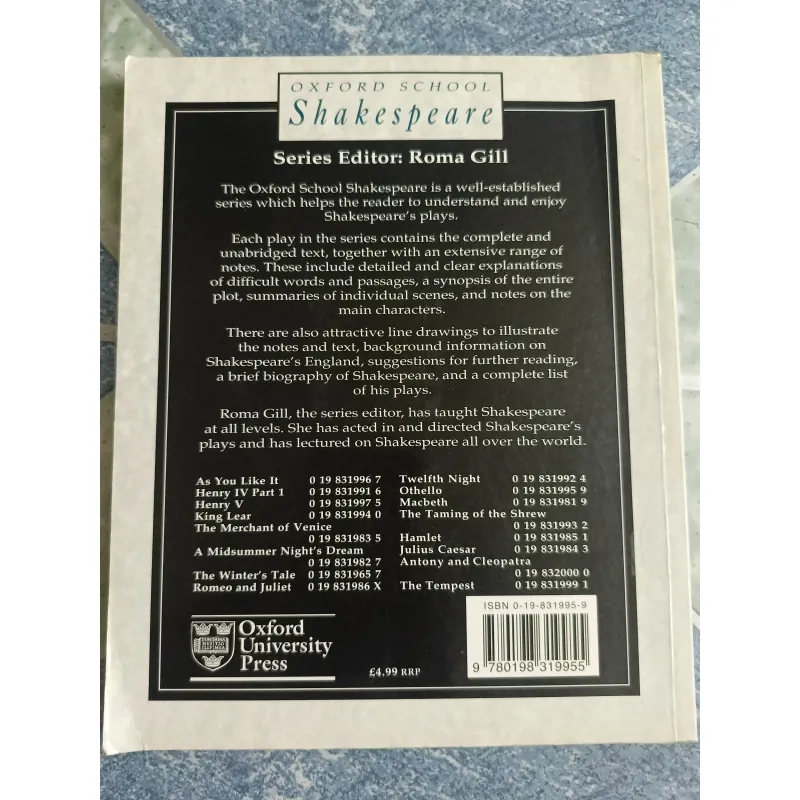 OXFORD SCHOOL
Shakespeare
Series Editor: Roma Gill
The Oxford School Shakespeare is a well-established
series which helps the reader to understand and enjoy
Shakespeare's plays.
Each play in the series contains the complete and
unabridged text, together with an extensive range of
notes. These include detailed and clear explanations
of difficult words and passages, a synopsis of the entire
plot, summaries of individual scenes, and notes on the
main characters.
There are also attractive line drawings to illustrate
the notes and text, background information on
Shakespeare's England, suggestions for further reading,
a brief biography of Shakespeare, and a complete list
of his plays.
Roma Gill, the series editor, has taught Shakespeare
at all levels. She has acted in and directed Shakespeare's
plays and has lectured on Shakespeare all over the world.
As You Like It 0 19 831996 7
Henry IV Part 1 0 19 831991 6
Henry V 0 19 831997 5
King Lear 0 19 831994 0
The Merchant of Venice
0 19 831983 5
A Midsummer Night's Dream
0 19 831982 7
The Winter's Tale 0 19 831965 7
Romeo and Juliet 0 19 831986 X
Twelfth Night 0 19 831992 4
Othello 0 19 831995 9
Macbeth 0 19 831981 9
The Taming of the Shrew
0 19 831993 2
Hamlet 0 19 831985 1
Julius Caesar 0 19 831984 3
Antony and Cleopatra
0 19 832000 0
The Tempest 0 19 831999 1
Oxford
University
Press
£4.99 RRP
ISBN 0-19-831995-9
9 780198 319955